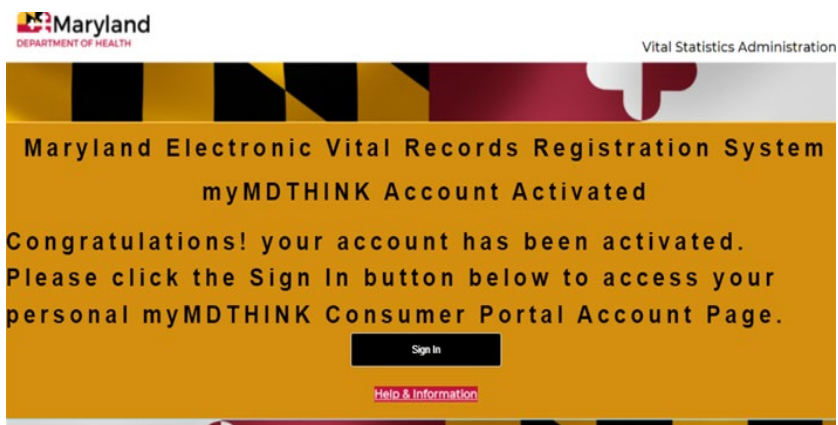 Maryland
DEPARTMENT OF HEALTH
Vital Statistics Administration
Maryland Electronic Vital Records Registration System
myMDTHINK Account Activated
Congratulations! your account has been activated.
Please click the Sign In button below to access your
personal myMDTHINK Consumer Portal Account Page.
Sign In
Help & Information